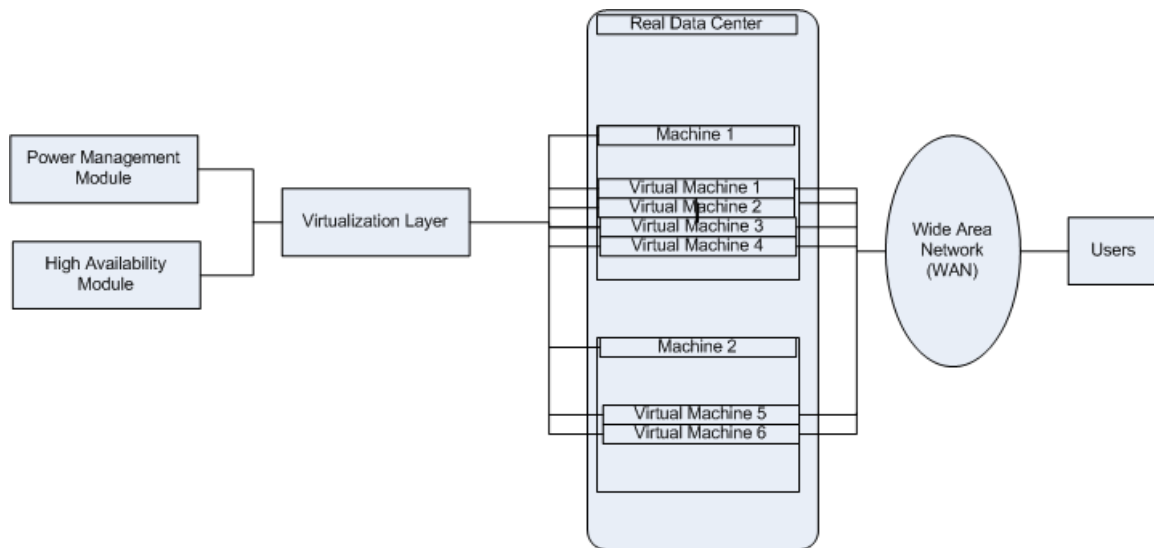 Real Data Center
Power Management
Module
High Availability
Module
Virtualization Layer
Machine 1
Virtual Machine 1
Virtual Machine 2
Virtual Machine 3
Virtual Machine 4
Machine 2
Virtual Machine 5
Virtual Machine 6
Wide Area
Network
(WAN)
Users